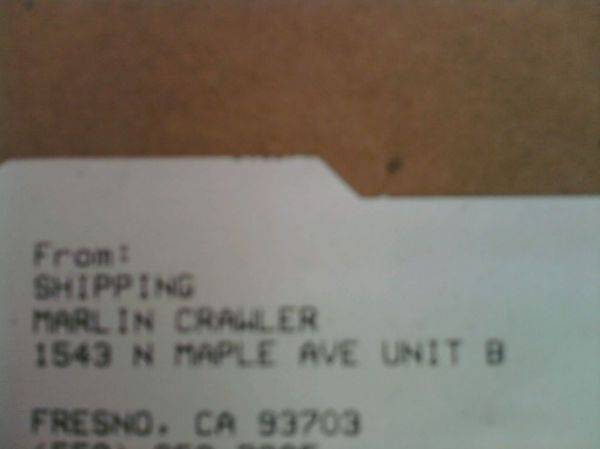 From:
SHIPPING
MARLIN CRAWLER
1543 N MAPLE AVE UNIT B
FRESNO, CA 93703